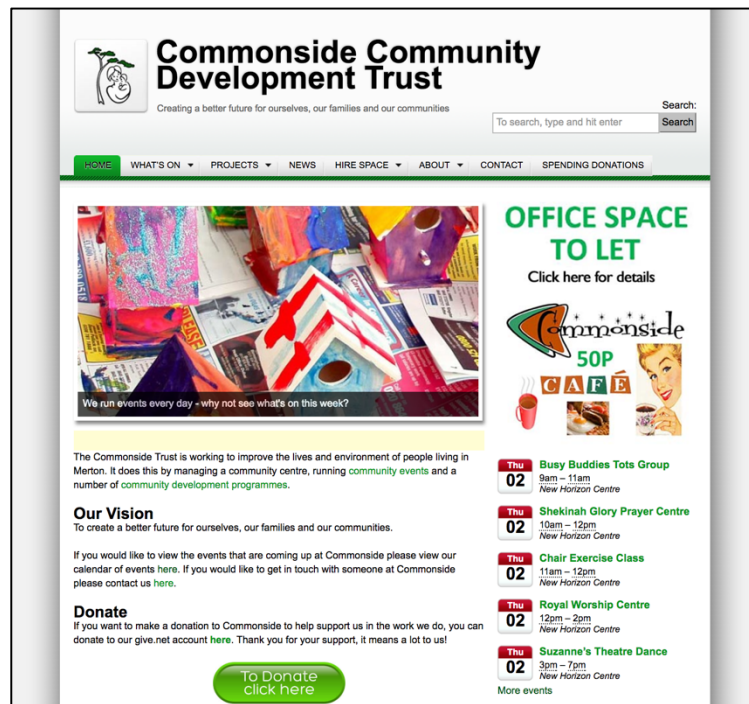 Commonside Community
Development Trust
Creating a better future for ourselves, our families and our communities
Search:
To search, type and hit enter
Search
HOME
WHAT'S ON
PROJECTS
NEWS
HIRE SPACE
ABOUT
CONTACT
SPENDING DONATIONS
PLEASE
We run events every day - why not see what's on this week?
The Commonside Trust is working to improve the lives and environment of people living in
Merton. It does this by managing a community centre, running community events and a
number of community development programmes.
Our Vision
To create a better future for ourselves, our families and our communities.
If you would like to view the events that are coming up at Commonside please view our
calendar of events here. If you would like to get in touch with someone at Commonside
please contact us here.
Donate
If you want to make a donation to Commonside to help support us in the work we do, you can
donate to our give.net account here. Thank you for your support, it means a lot to us!
To Donate
click here
OFFICE SPACE
TO LET
Click here for details
Commonside
50P
CAFÉ
Thu
02
Busy Buddies Tots Group
9am – 11am
New Horizon Centre
Thu
02
Shekinah Glory Prayer Centre
10am – 12pm
New Horizon Centre
Thu
02
Chair Exercise Class
11am – 12pm
New Horizon Centre
Thu
02
Royal Worship Centre
12pm – 2pm
New Horizon Centre
Thu
02
Suzanne's Theatre Dance
3pm – 7pm
New Horizon Centre
More events